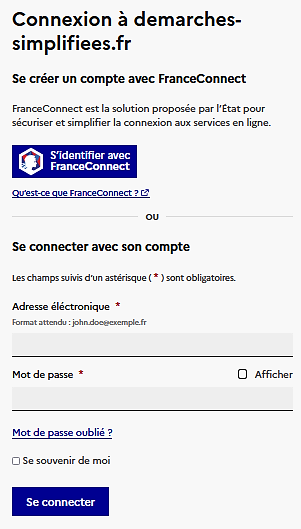 Connexion à demarches-
simplifiees.fr
Se créer un compte avec FranceConnect
FranceConnect est la solution proposée par l'État pour
sécuriser et simplifier la connexion aux services en ligne.
S'identifier avec
FranceConnect
Qu'est-ce que FranceConnect ?
OU
Se connecter avec son compte
Les champs suivis d'un astérisque ( * ) sont obligatoires.
Adresse éléctronique *
Format attendu : john.doe@exemple.fr
Mot de passe * Afficher
Mot de passe oublié ?
Se souvenir de moi
Se connecter